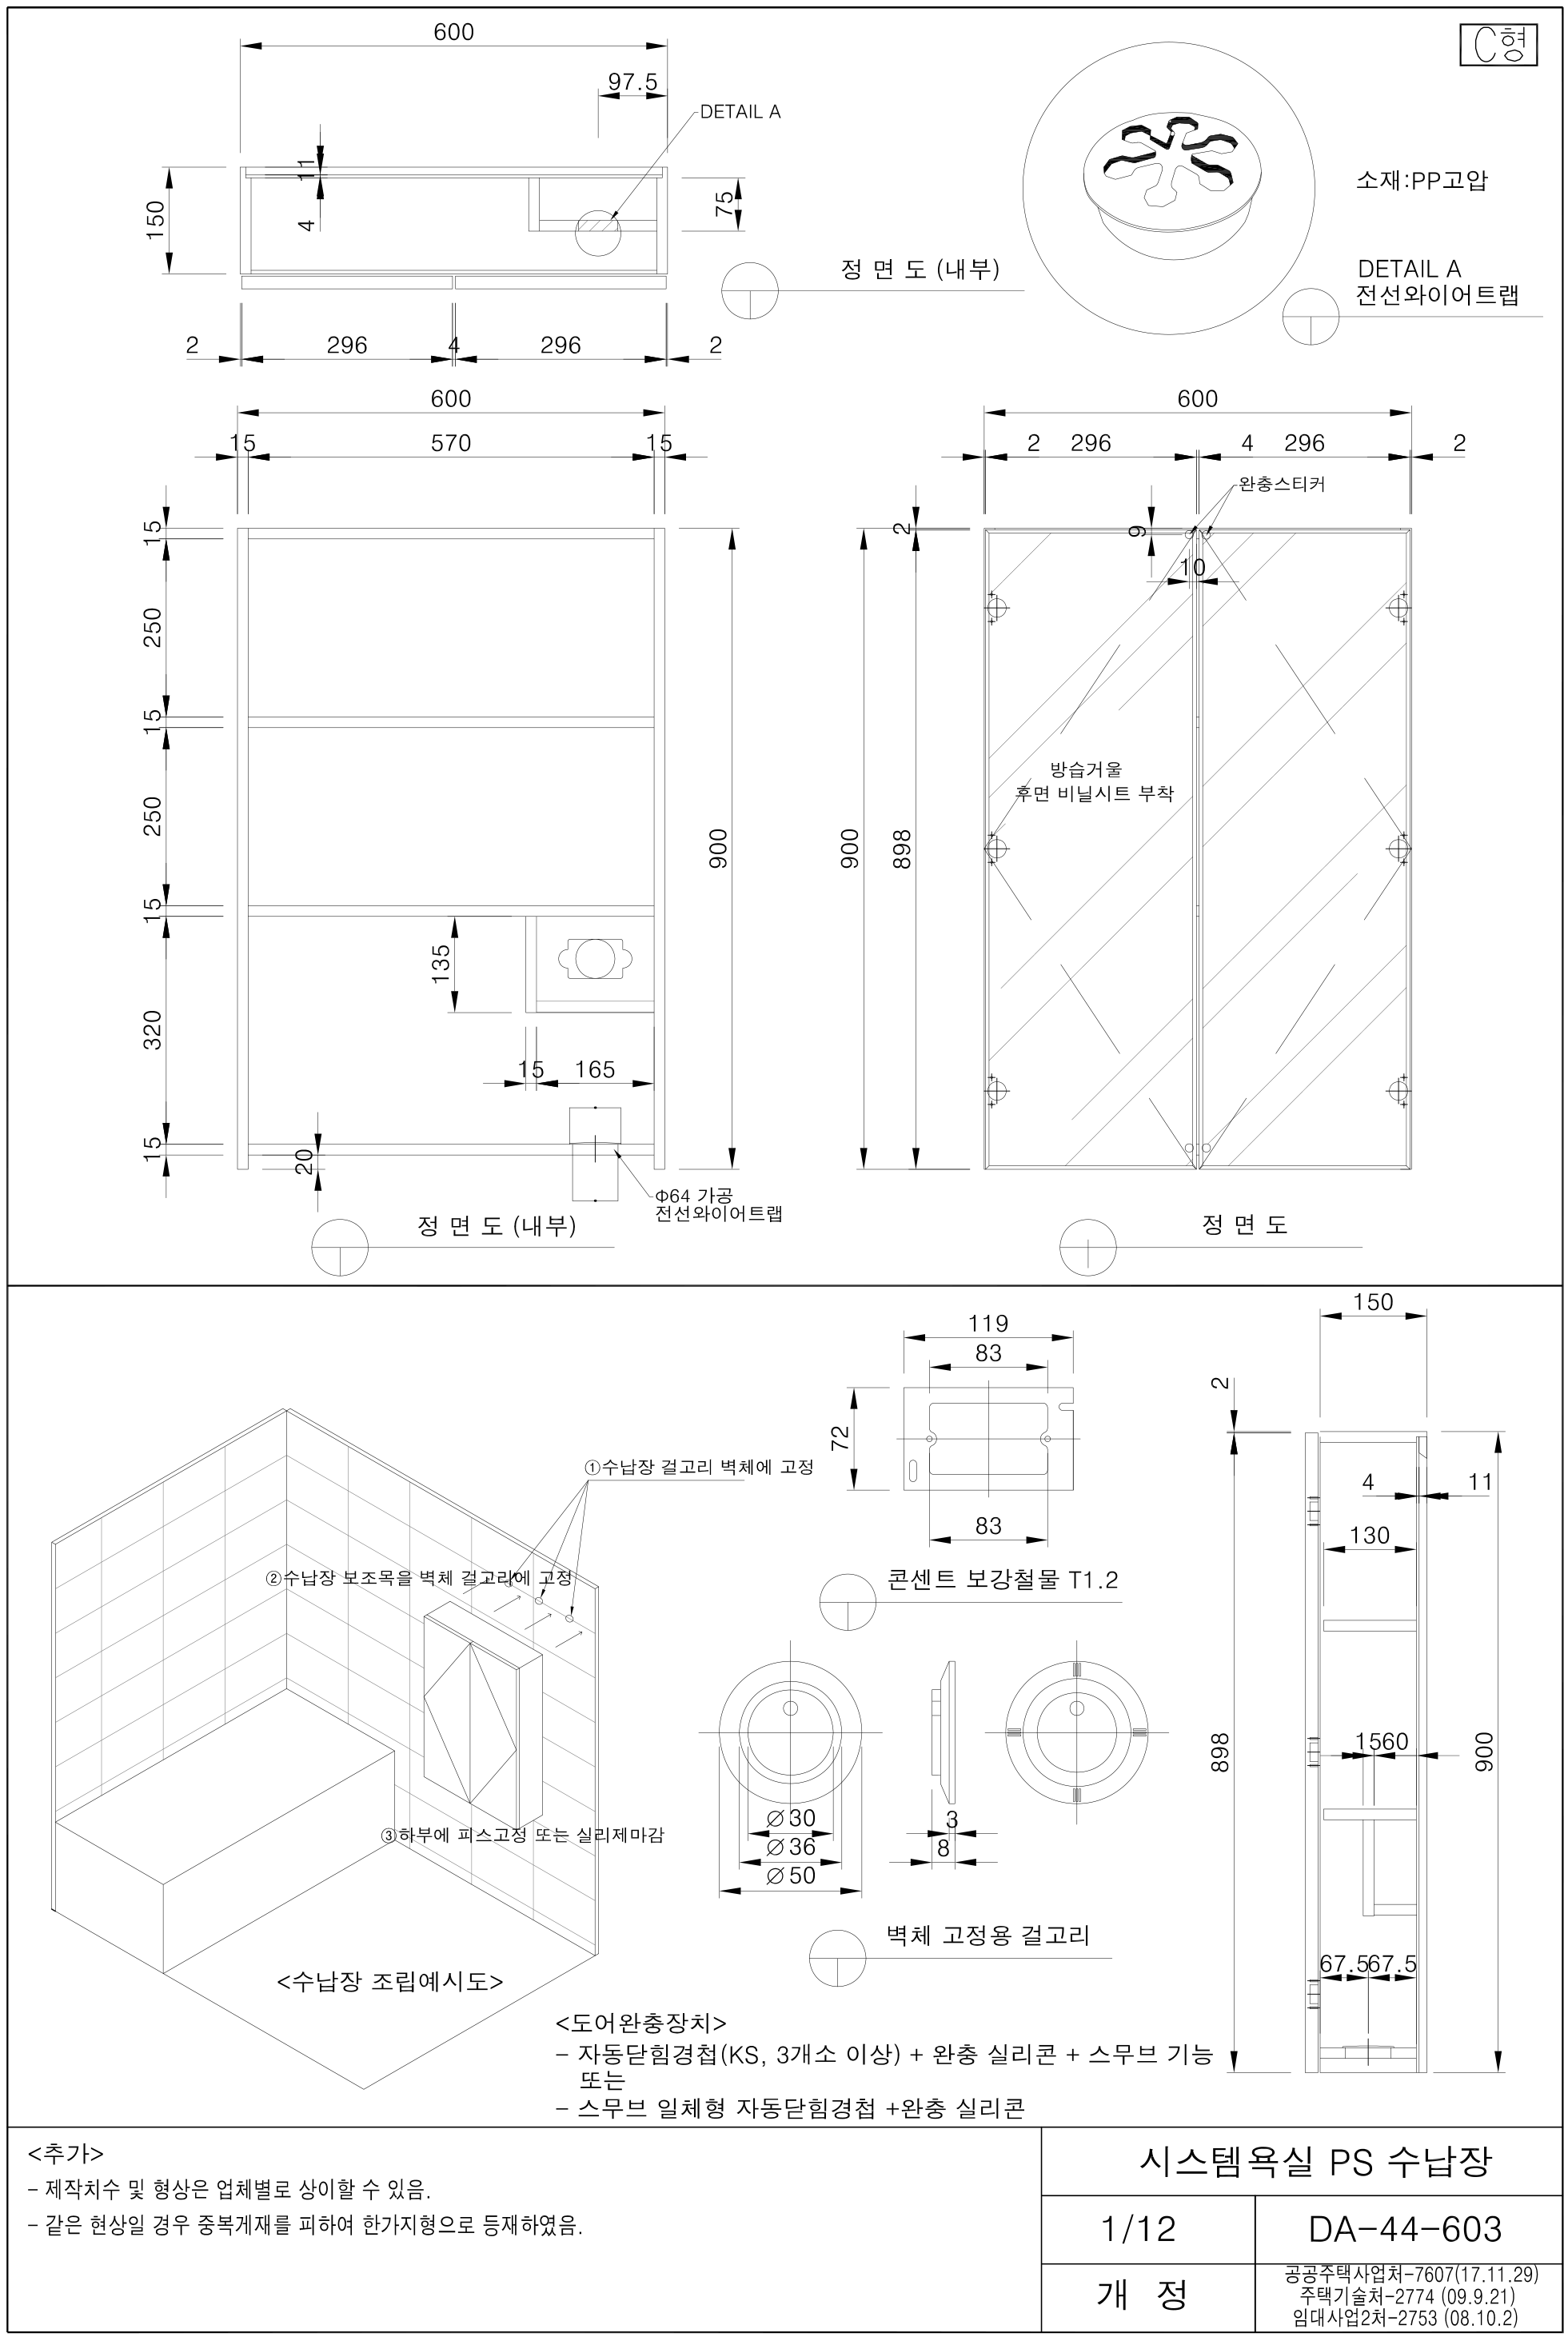 C형
600
97.5
DETAIL A
11
4
150
75
정 면 도 (내부)
2
296
4
296
2
소재:PP고압
DETAIL A
전선와이어트랩
600
15
570
15
15
250
15
250
15
320
15
135
15
165
20
900
Φ64 가공
전선와이어트랩
정 면 도 (내부)
600
2
296
4
296
2
완충스티커
2
9
10
방습거울
후면 비닐시트 부착
900
898
정 면 도
119
83
72
83
콘센트 보강철물 T1.2
①수납장 걸고리 벽체에 고정
②수납장 보조목을 벽체 걸고리에 고정
③하부에 피스고정 또는 실리제마감
<수납장 조립예시도>
∅30
∅36
∅50
3
8
벽체 고정용 걸고리
150
2
4
11
130
898
15
60
900
67.5
67.5
<도어완충장치>
- 자동닫힘경첩(KS, 3개소 이상) + 완충 실리콘 + 스무브 기능
또는
- 스무브 일체형 자동닫힘경첩 +완충 실리콘
<추가>
- 제작치수 및 형상은 업체별로 상이할 수 있음.
- 같은 현상일 경우 중복게재를 피하여 한가지형으로 등재하였음.
시스템욕실 PS 수납장
1/12
DA-44-603
개 정
공공주택사업처-7607(17.11.29)
주택기술처-2774 (09.9.21)
임대사업2처-2753 (08.10.2)